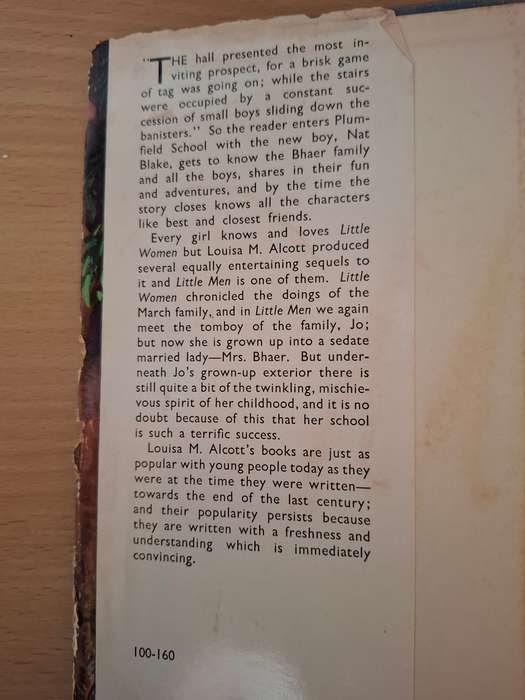 "THE hall presented the most in-
viting prospect, for a brisk game
of tag was going on; while the stairs
were occupied by a constant suc-
cession of small boys sliding down the
banisters." So the reader enters Plum-
field School with the new boy, Nat
Blake, gets to know the Bhaer family
and all the boys, shares in their fun
and adventures, and by the time the
story closes knows all the characters
like best and closest friends.
Every girl knows and loves Little
Women but Louisa M. Alcott produced
several equally entertaining sequels to
it and Little Men is one of them. Little
Women chronicled the doings of the
March family, and in Little Men we again
meet the tomboy of the family, Jo;
but now she is grown up into a sedate
married lady—Mrs. Bhaer. But under-
neath Jo's grown-up exterior there is
still quite a bit of the twinkling, mischie-
vous spirit of her childhood, and it is no
doubt because of this that her school
is such a terrific success.
Louisa M. Alcott's books are just as
popular with young people today as they
were at the time they were written—
towards the end of the last century;
and their popularity persists because
they are written with a freshness and
understanding which is immediately
convincing.
100-160